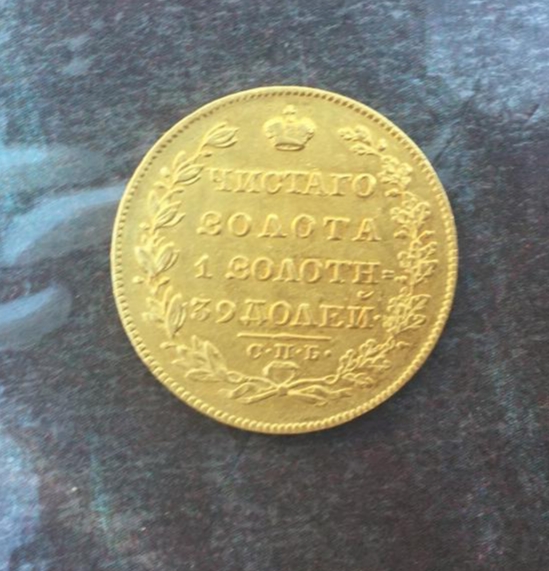 ЧИСТАГО
ЗОЛОТА
1 ЗОЛОТН=
39 ДОЛЕЙ·
С·П·Б·